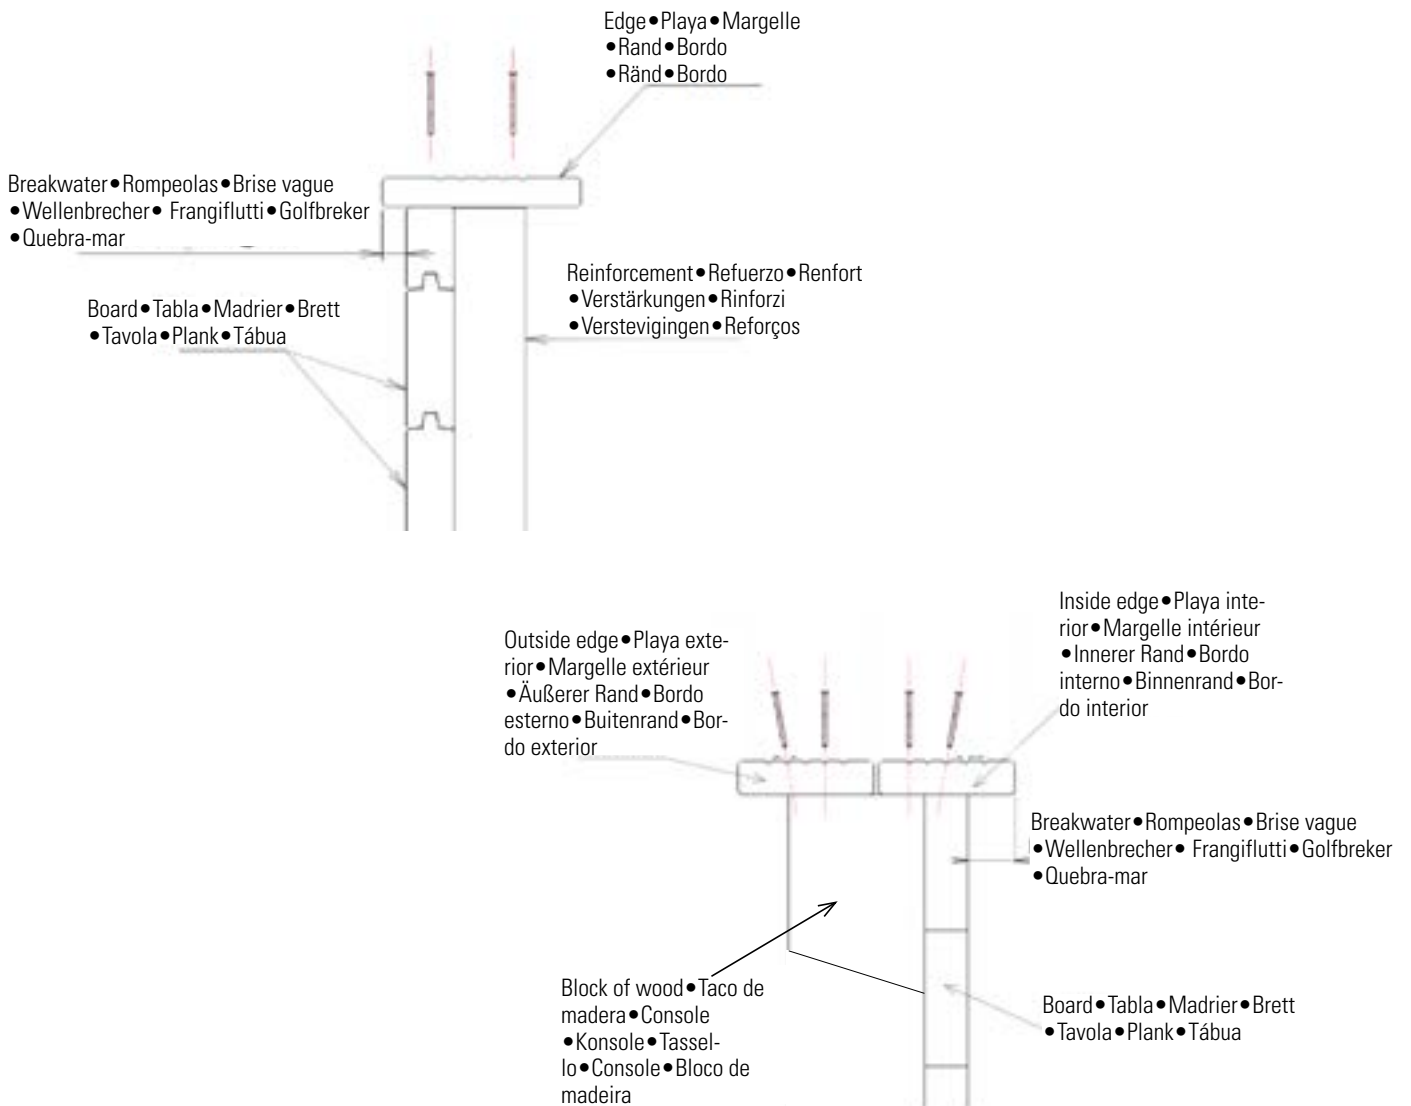 Edge●Playa●Margelle
●Rand●Bordo
●Ränd●Bordo
Breakwater●Rompeolas●Brise vague
●Wellenbrecher● Frangiflutti●Golfbreker
●Quebra-mar
Reinforcement●Refuerzo●Renfort
●Verstärkungen●Rinforzi
●Verstevigingen●Reforços
Board●Tabla●Madrier●Brett
●Tavola●Plank●Tábua
Inside edge●Playa inte-
rior●Margelle intérieur
●Innerer Rand●Bordo
interno●Binnenrand●Bor-
do interior
Outside edge●Playa exte-
rior●Margelle extérieur
●Äußerer Rand●Bordo
esterno●Buitenrand●Bor-
do exterior
Breakwater●Rompeolas●Brise vague
●Wellenbrecher● Frangiflutti●Golfbreker
●Quebra-mar
Block of wood●Taco de
madera●Console
●Konsole●Tassel-
lo●Console●Bloco de
madeira
Board●Tabla●Madrier●Brett
●Tavola●Plank●Tábua